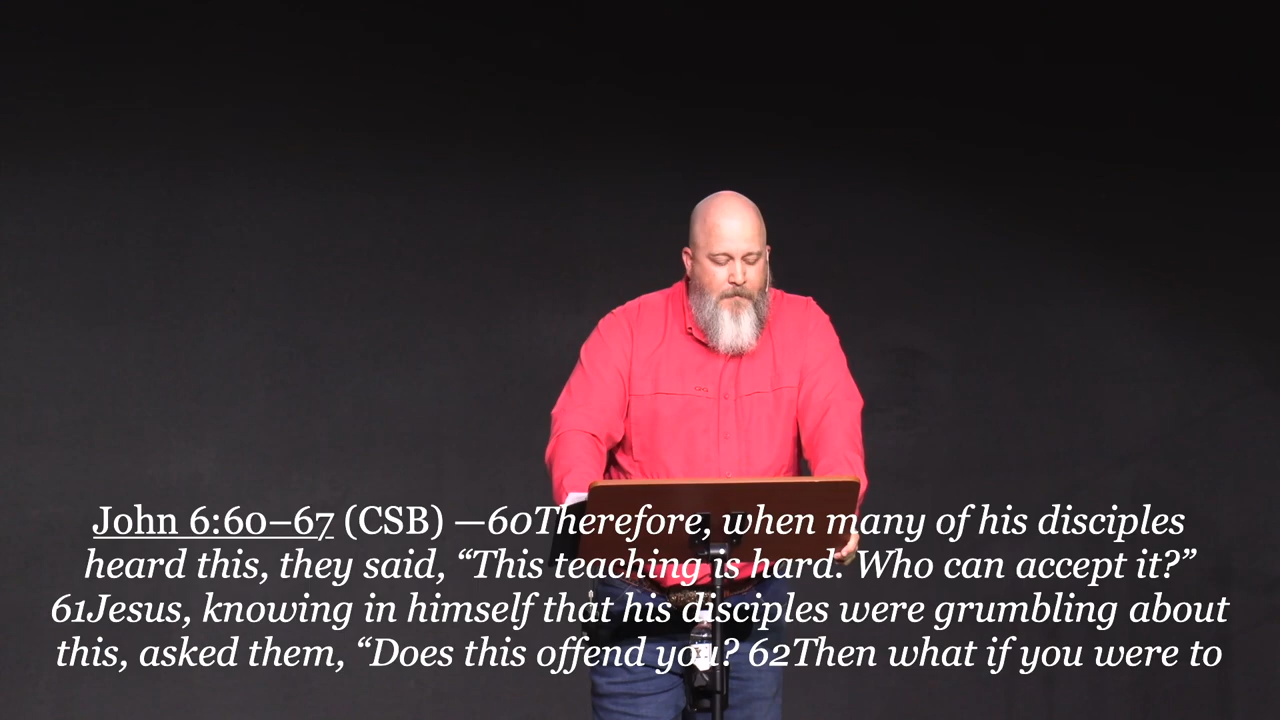 John 6:60–67 (CSB) —60Therefore, when many of his disciples
heard this, they said, “This teaching is hard. Who can accept it?”
61Jesus, knowing in himself that his disciples were grumbling about
this, asked them, “Does this offend you? 62Then what if you were to